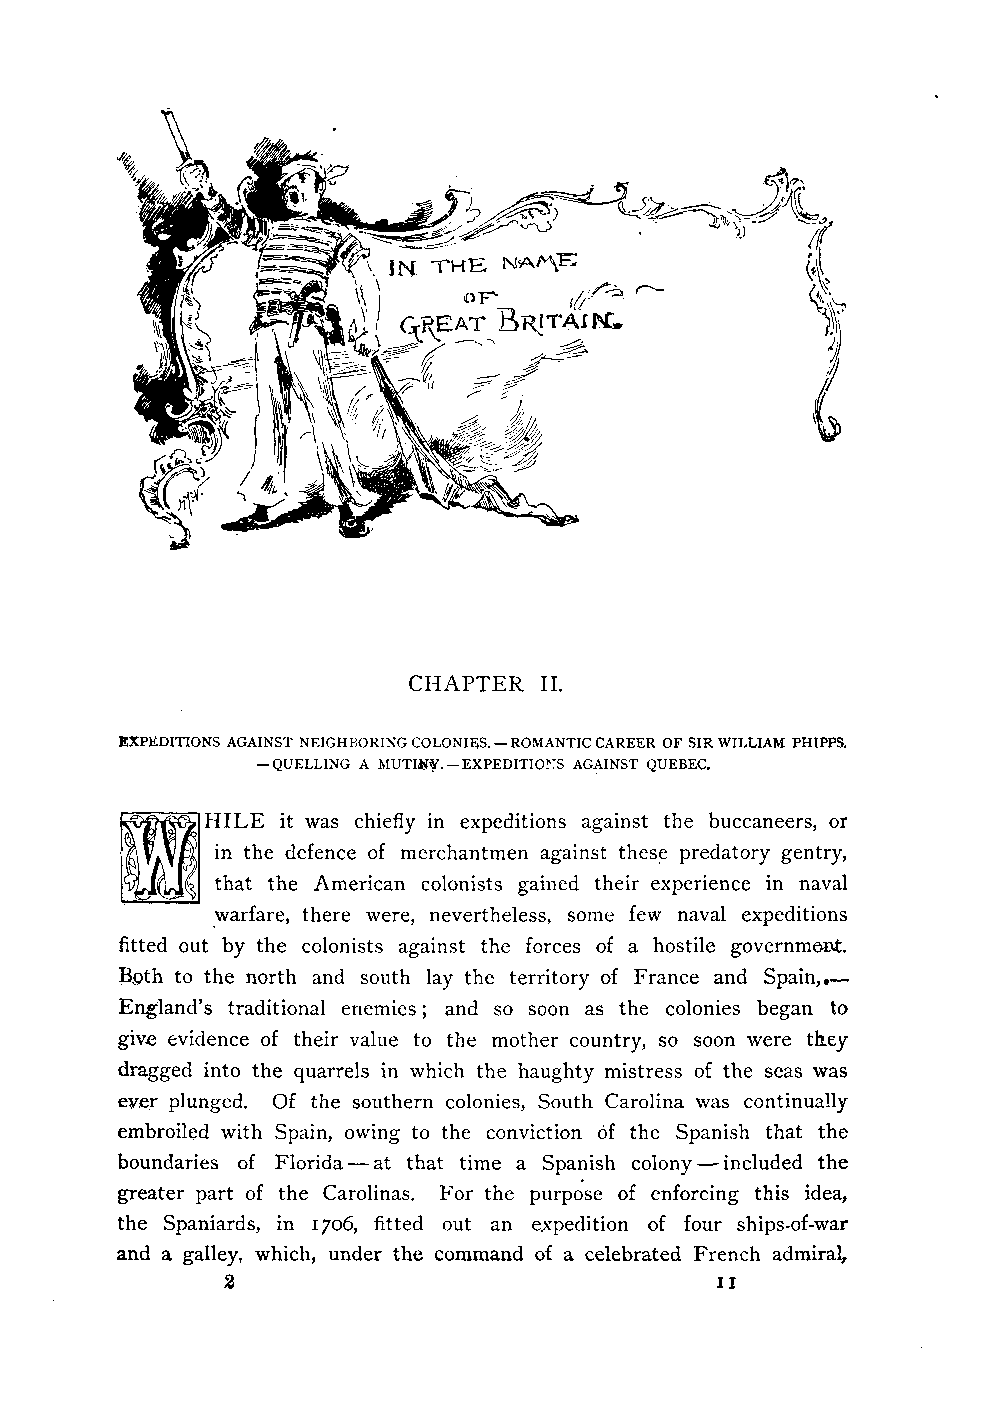 IN THE NAME
OF
GREAT BRITAIN.
CHAPTER II.
EXPEDITIONS AGAINST NEIGHBORING COLONIES. — ROMANTIC CAREER OF SIR WILLIAM PHIPPS.
— QUELLING A MUTINY. — EXPEDITIONS AGAINST QUEBEC.
WHILE it was chiefly in expeditions against the buccaneers, or
in the defence of merchantmen against these predatory gentry,
that the American colonists gained their experience in naval
warfare, there were, nevertheless, some few naval expeditions
fitted out by the colonists against the forces of a hostile government.
Both to the north and south lay the territory of France and Spain,—
England's traditional enemies; and so soon as the colonies began to
give evidence of their value to the mother country, so soon were they
dragged into the quarrels in which the haughty mistress of the seas was
ever plunged. Of the southern colonies, South Carolina was continually
embroiled with Spain, owing to the conviction of the Spanish that the
boundaries of Florida — at that time a Spanish colony — included the
greater part of the Carolinas. For the purpose of enforcing this idea,
the Spaniards, in 1706, fitted out an expedition of four ships-of-war
and a galley, which, under the command of a celebrated French admiral,
2 11